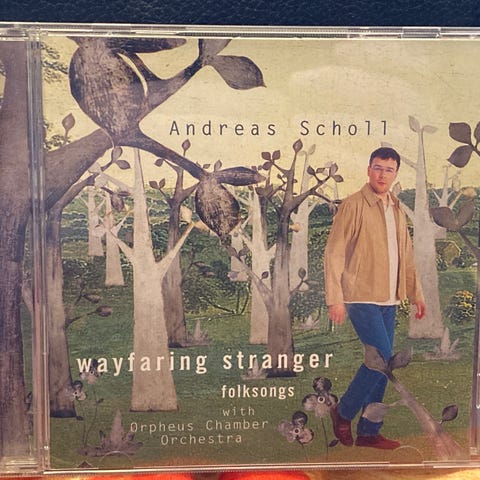 Andreas Scholl
wayfaring stranger
folksongs
with
Orpheus Chamber
Orchestra